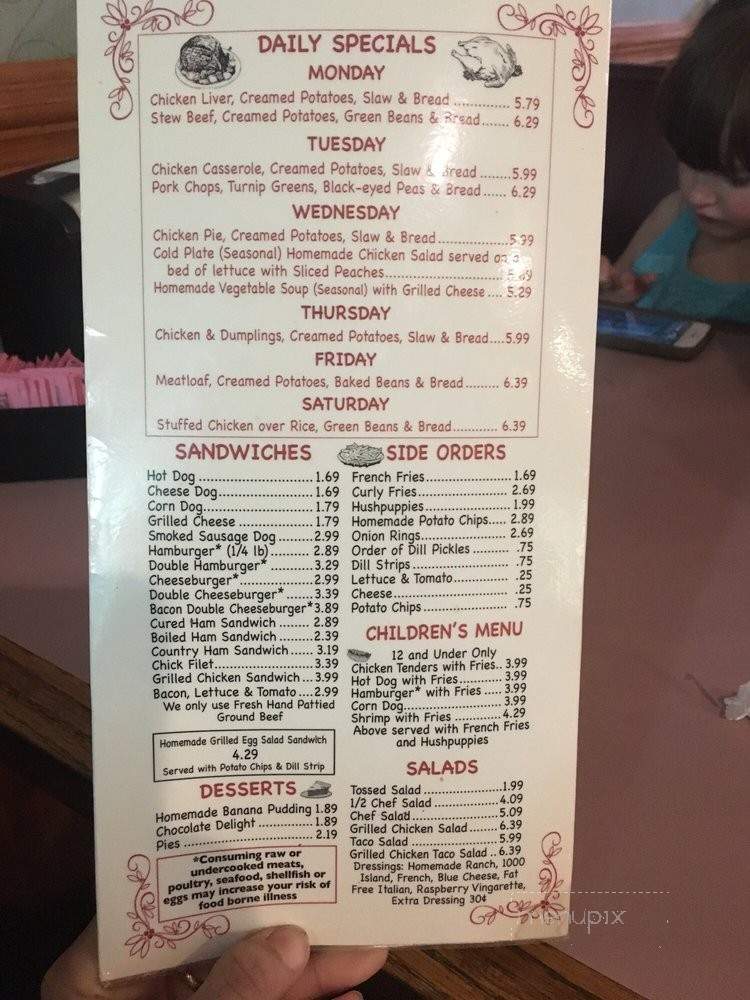 DAILY SPECIALS
MONDAY
Chicken Liver, Creamed Potatoes, Slaw & Bread ............. 5.79
Stew Beef, Creamed Potatoes, Green Beans & Bread....... 6.29
TUESDAY
Chicken Casserole, Creamed Potatoes, Slaw & Bread ........5.99
Pork Chops, Turnip Greens, Black-eyed Peas & Bread ...... 6.29
WEDNESDAY
Chicken Pie, Creamed Potatoes, Slaw & Bread.................5.99
Cold Plate (Seasonal) Homemade Chicken Salad served on a
bed of lettuce with Sliced Peaches............................
Homemade Vegetable Soup (Seasonal) with Grilled Cheese .... 5.29
THURSDAY
Chicken & Dumplings, Creamed Potatoes, Slaw & Bread....5.99
FRIDAY
Meatloaf, Creamed Potatoes, Baked Beans & Bread......... 6.39
SATURDAY
Stuffed Chicken over Rice, Green Beans & Bread............ 6.39
SANDWICHES
Hot Dog ............................1.69
Cheese Dog.......................1.69
Corn Dog...........................1.79
Grilled Cheese ...................1.79
Smoked Sausage Dog .........2.99
Hamburger* (1/4 lb).......... 2.89
Double Hamburger* ...........3.29
Cheeseburger*..................2.99
Double Cheeseburger* ......3.39
Bacon Double Cheeseburger*3.89
Cured Ham Sandwich ....... 2.89
Boiled Ham Sandwich ........2.39
Country Ham Sandwich ...... 3.19
Chick Filet........................3.39
Grilled Chicken Sandwich ...3.99
Bacon, Lettuce & Tomato ....2.99
We only use Fresh Hand Pattied
Ground Beef
Homemade Grilled Egg Salad Sandwich
4.29
Served with Potato Chips & Dill Strip
DESSERTS
Homemade Banana Pudding 1.89
Chocolate Delight ..............1.89
Pies ................................. 2.19
*Consuming raw or
undercooked meats,
poultry, seafood, shellfish or
eggs may increase your risk of
food borne illness
SIDE ORDERS
French Fries.....................1.69
Curly Fries...................... 2.69
Hushpuppies....................1.99
Homemade Potato Chips..... 2.89
Onion Rings..................... 2.69
Order of Dill Pickles ......... .75
Dill Strips........................ .75
Lettuce & Tomato............. .25
Cheese............................ .25
Potato Chips.................... .75
CHILDREN'S MENU
12 and Under Only
Chicken Tenders with Fries.. 3.99
Hot Dog with Fries............ 3.99
Hamburger* with Fries ..... 3.99
Corn Dog........................3.99
Shrimp with Fries ............4.29
Above served with French Fries
and Hushpuppies
SALADS
Tossed Salad ....................1.99
1/2 Chef Salad ................4.09
Chef Salad......................5.09
Grilled Chicken Salad....... 6.39
Taco Salad ..................... 5.99
Grilled Chicken Taco Salad .. 6.39
Dressings: Homemade Ranch, 1000
Island, French, Blue Cheese, Fat
Free Italian, Raspberry Vingarette,
Extra Dressing 30¢
menupix